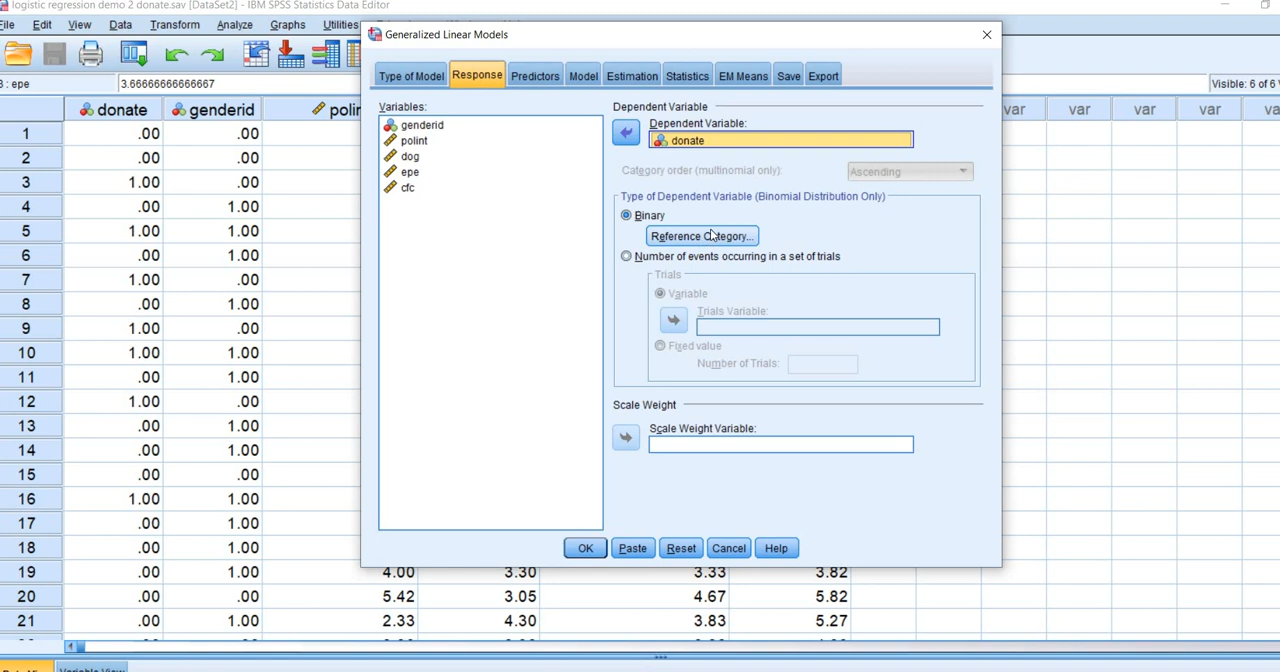 logistic regression demo 2 donate.sav [DataSet2] - IBM SPSS Statistics Data Editor
File Edit View Data Transform Analyze Graphs Utilities
: epe 3.66666666666667 Visible: 6 of 6
donate genderid polin var var var var
1 .00 .00
2 .00 .00
3 1.00 .00
4 .00 1.00
5 1.00 1.00
6 .00 1.00
7 1.00 .00
8 .00 1.00
9 1.00 .00
10 1.00 1.00
11 .00 1.00
12 1.00 .00
13 .00 1.00
14 .00 1.00
15 .00 .00
16 1.00 1.00
17 .00 1.00
18 .00 1.00
19 .00 1.00 4.00 3.30 3.33 3.82
20 .00 .00 5.42 3.05 4.67 5.82
21 .00 1.00 2.33 4.30 3.83 5.27
Variable View
Generalized Linear Models
Type of Model Response Predictors Model Estimation Statistics EM Means Save Export
Variables:
genderid
polint
dog
epe
cfc
Dependent Variable
Dependent Variable:
donate
Category order (multinomial only): Ascending
Type of Dependent Variable (Binomial Distribution Only)
Binary
Reference Category...
Number of events occurring in a set of trials
Trials
Variable
Trials Variable:
Fixed value
Number of Trials:
Scale Weight
Scale Weight Variable:
OK Paste Reset Cancel Help